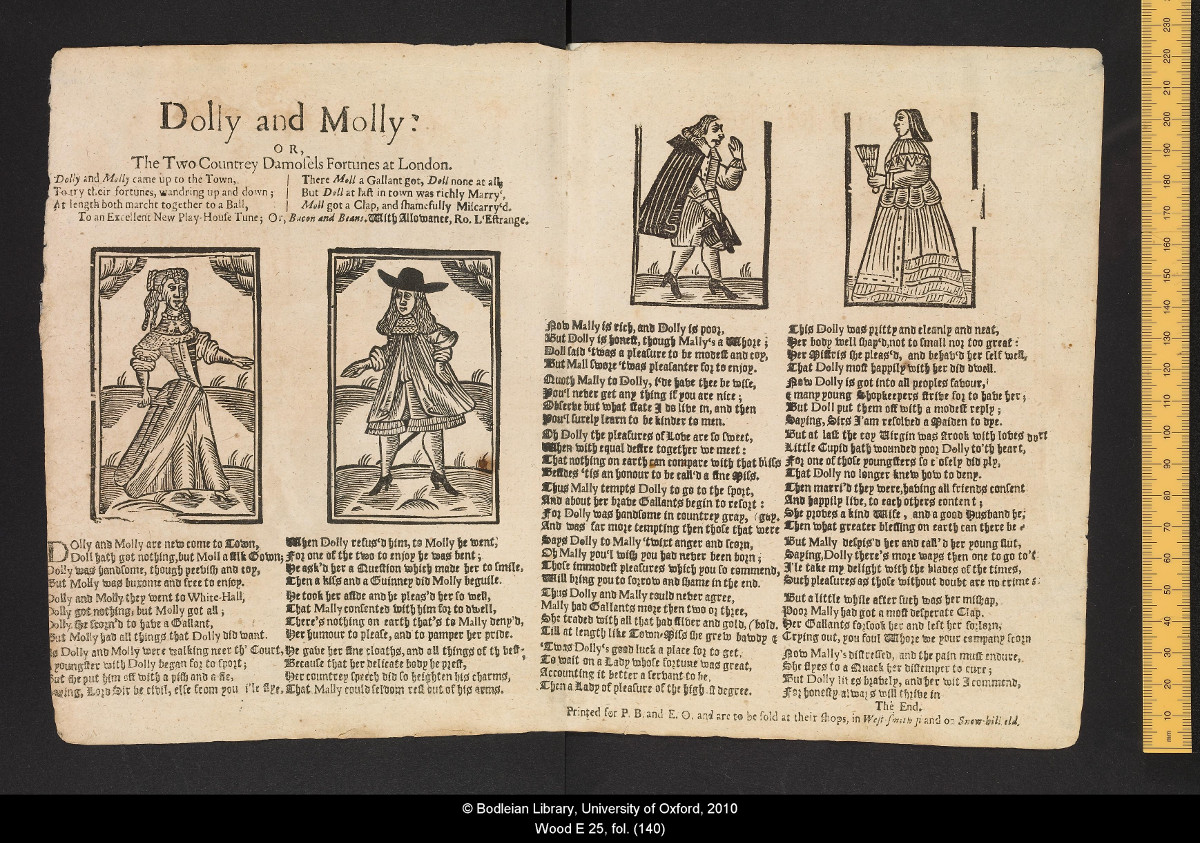 Dolly and Molly:
OR,
The Two Countrey Damosels Fortunes at London.
Dolly and Molly came up to the Town,
To try their fortunes, wandring up and down;
At length both marcht together to a Ball,
There Moll a Gallant got, Doll none at all;
But Doll at last in town was richly Marry'd,
Moll got a Clap, and shamefully Miscarry'd.
To an Excellent New Play-House Tune; Or, Bacon and Beans. With Allowance, Ro. L'Estrange.
DOlly and Molly are new come to Town,
Doll hath got nothing, but Moll a silk Gown;
Dolly was handsome, though peevish and coy,
But Molly was buxome and free to enjoy.
Dolly and Molly they went to White-Hall,
Dolly got nothing, but Molly got all;
Dolly she scorn'd to have a Gallant,
But Molly had all things that Dolly did want.
As Dolly and Molly were walking neer th' Court,
A youngster with Dolly began for to sport;
But she put him off with a pish and a fie,
Saying, Lord Sir be civil, else from you i'le flye.
When Dolly refus'd him, to Molly he went,
For one of the two to enjoy he was bent;
He ask'd her a Question which made her to smile,
Then a kiss and a Guinney did Molly beguile.
He took her aside and he pleas'd her so well,
That Molly consented with him for to dwell,
There's nothing on earth that's to Mally deny'd,
Her humour to please, and to pamper her pride.
He gave her fine cloaths, and all things of th best,
Because that her delicate body he prest,
Her countrey speech did so heighten his charms,
That Mally could seldom rest out of his arms.
Now Mally is rich, and Dolly is poor,
But Dolly is honest, though Mally's a Whore;
Doll said 'twas a pleasure to be modest and coy,
But Mall swore 'twas pleasanter for to enjoy.
Quoth Mally to Dolly, i'de have thee be wise,
You'l never get any thing if you are nice;
Observe but what state I do live in, and then
You'l surely learn to be kinder to men.
Oh Dolly the pleasures of Love are so sweet,
When with equal desire together we meet:
That nothing on earth can compare with that bliss
Besides 'tis an honour to be call'd a fine Miss.
Thus Mally tempts Dolly to go to the sport,
And about her brave Gallants begin to resort:
For Dolly was handsome in countrey gray, (gay.
And was far more tempting then those that were
Says Dolly to Mally 'twixt anger and scorn,
Oh Mally you'l wish you had never been born;
Those immodest pleasures which you so commend,
Will bring you to sorrow and shame in the end.
Thus Dolly and Mally could never agree,
Mally had Gallants more then two or three,
She traded with all that had silver and gold, (bold.
Till at length like Town-Miss she grew bawdy &
'Twas Dolly's good luck a place for to get,
To wait on a Lady whose fortune was great,
Accounting it better a servant to be,
Then a Lady of pleasure of the high st degree.
This Dolly was pritty and cleanly and neat,
Her body well shap'd, not to small nor too great:
Her Mistris she pleas'd, and behav'd her self well,
That Dolly most happily with her did dwell.
Now Dolly is got into all peoples favour,
& many young Shopkeepers strive for to have her;
But Doll put them off with a modest reply;
Saying, Sirs I'am resolved a Maiden to dye.
But at last the coy Virgin was strook with loves dart
Little Cupid hath wounded poor Dolly to'th heart,
For one of those youngsters so closely did ply,
That Dolly no longer knew how to deny.
Then marri'd they were, having all friends consent
And happily live, to each others content;
She proves a kind Wife, and a good Husband he,
Then what greater blessing on earth can there be
But Mally despis'd her and call'd her young slut,
Saying, Dolly there's more ways then one to go to't
I'le take my delight with the blades of the times,
Such pleasures as those without doubt are no crimes:
But a little while after such was her mishap,
Poor Mally had got a most desperate Clap.
Her Gallants forsook her and left her forlorn,
Crying out, you foul Whore we your company scorn
Now Mally's distressed, and the pain must endure,
She flyes to a Quack her distemper to cure;
But Dolly lives bravely, and her wit I commend,
For honesty always will thrive in
The End.
Printed for P. B. and E. O. and are to be sold at their shops, in West-smith and on Snow-hill.
© Bodleian Library, University of Oxford, 2010
Wood E 25, fol. (140)